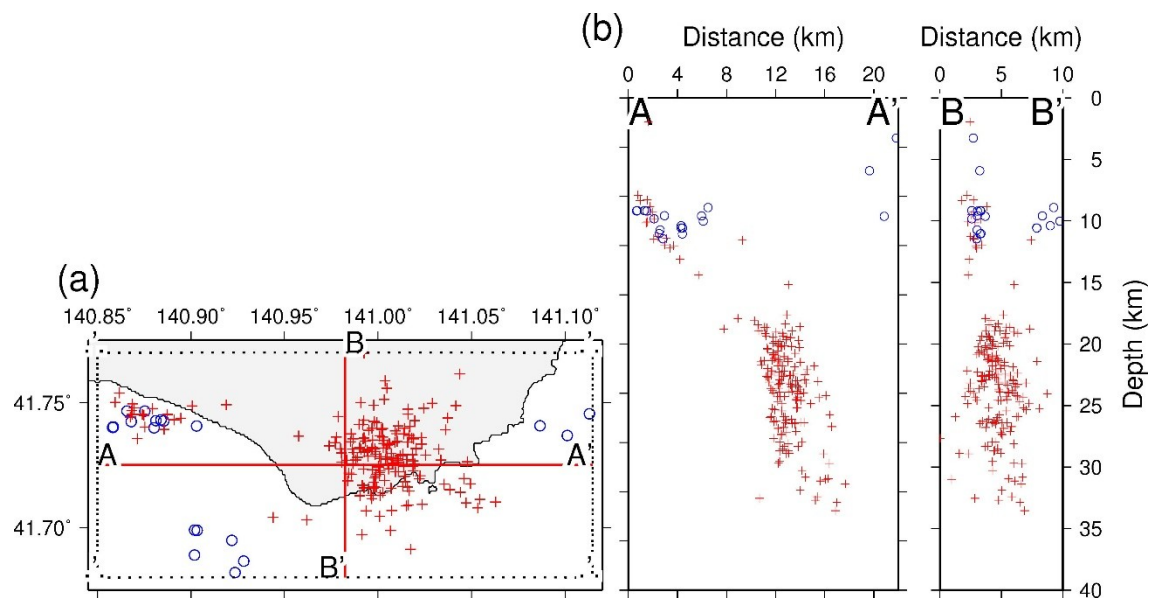 (b)
Distance (km)
Distance (km)
0 4 8 12 16 20
0 5 10
A A' B B'
0
5
10
15
20
25
30
35
40
Depth (km)
(a)
140.85° 140.90° 140.95° 141.00° 141.05° 141.10°
B
41.75°
A A'
41.70°
B'